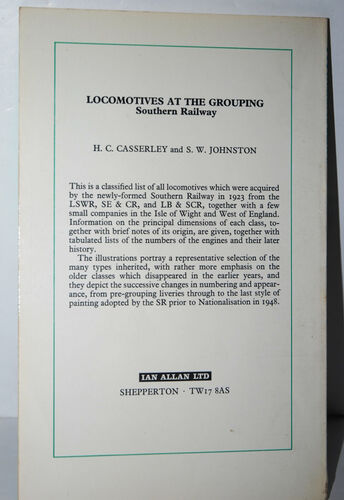 LOCOMOTIVES AT THE GROUPING
Southern Railway
H. C. CASSERLEY and S. W. JOHNSTON
This is a classified list of all locomotives which were acquired
by the newly-formed Southern Railway in 1923 from the
LSWR, SE & CR, and LB & SCR, together with a few
small companies in the Isle of Wight and West of England.
Information on the principal dimensions of each class, to-
gether with brief notes of its origin, are given, together with
tabulated lists of the numbers of the engines and their later
history.
The illustrations portray a representative selection of the
many types inherited, with rather more emphasis on the
older classes which disappeared in the earlier years, and
they depict the successive changes in numbering and appear-
ance, from pre-grouping liveries through to the last style of
painting adopted by the SR prior to Nationalisation in 1948.
IAN ALLAN LTD
SHEPPERTON · TW17 8AS